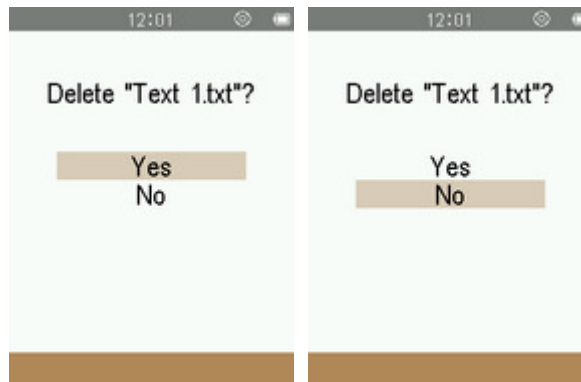 12:01
Delete "Text 1.txt"?
Yes
No
12:01
Delete "Text 1.txt"?
Yes
No